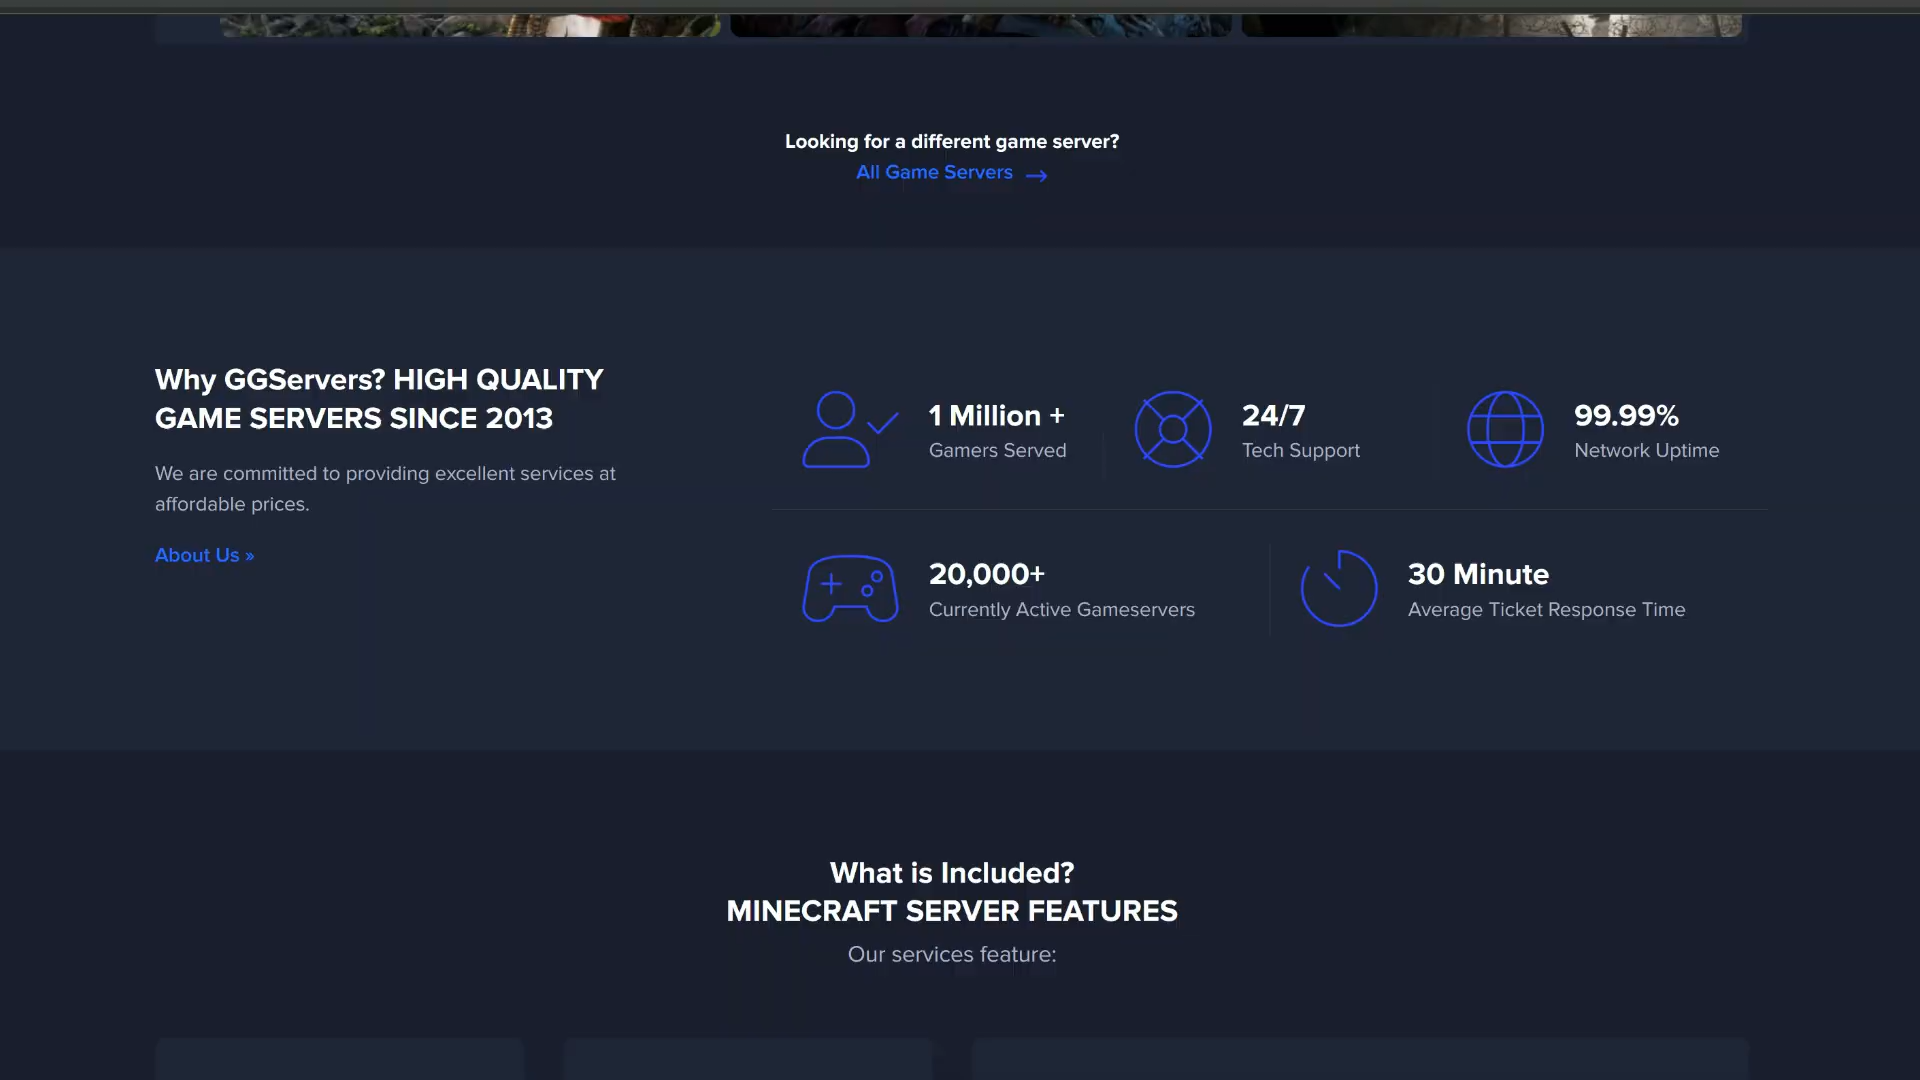 Looking for a different game server?
All Game Servers →
Why GGServers? HIGH QUALITY
GAME SERVERS SINCE 2013
We are committed to providing excellent services at
affordable prices.
About Us »
1 Million +
Gamers Served
24/7
Tech Support
99.99%
Network Uptime
20,000+
Currently Active Gameservers
30 Minute
Average Ticket Response Time
What is Included?
MINECRAFT SERVER FEATURES
Our services feature: